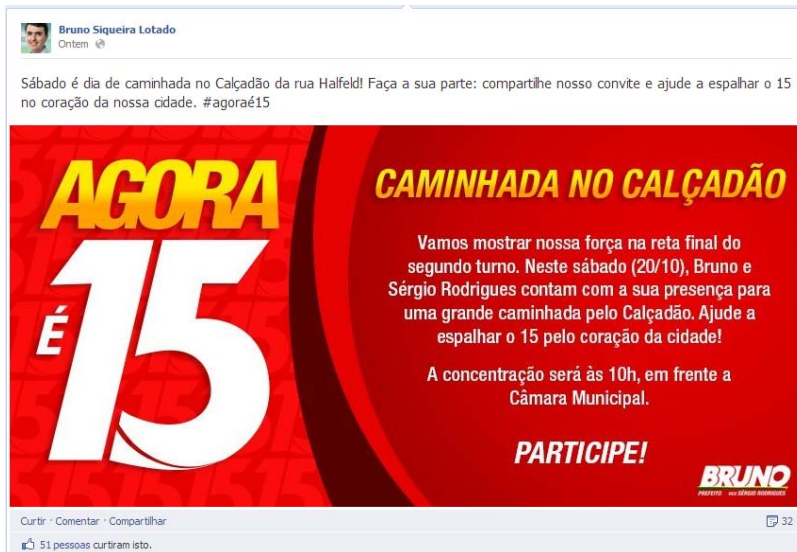 Bruno Siqueira Lotado
Ontem
Sábado é dia de caminhada no Calçadão da rua Halfeld! Faça a sua parte: compartilhe nosso convite e ajude a espalhar o 15
no coração da nossa cidade. #agoraé15
AGORA
É 15
CAMINHADA NO CALÇADÃO
Vamos mostrar nossa força na reta final do
segundo turno. Neste sábado (20/10), Bruno e
Sérgio Rodrigues contam com a sua presença para
uma grande caminhada pelo Calçadão. Ajude a
espalhar o 15 pelo coração da cidade!
A concentração será às 10h, em frente a
Câmara Municipal.
PARTICIPE!
BRUNO
PREFEITO VICE SÉRGIO RODRIGUES
Curtir · Comentar · Compartilhar 32
51 pessoas curtiram isto.